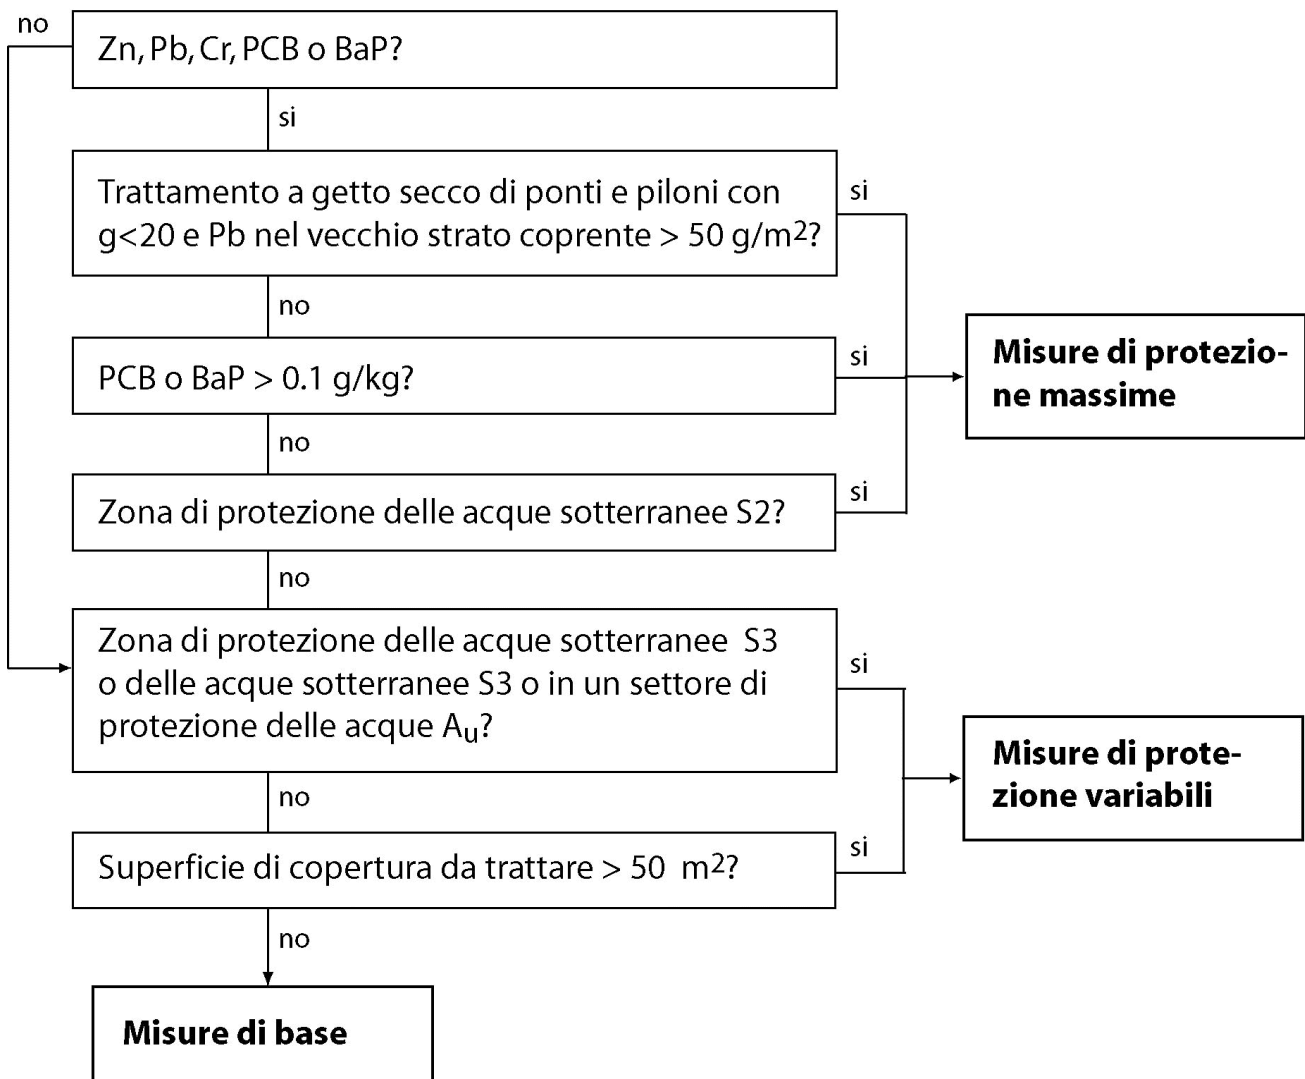 no
Zn, Pb, Cr, PCB o BaP?
si
Trattamento a getto secco di ponti e piloni con
g<20 e Pb nel vecchio strato coprente > 50 g/m²?
si
no
PCB o BaP > 0.1 g/kg?
si
Misure di protezio-
ne massime
no
Zona di protezione delle acque sotterranee S2?
si
no
Zona di protezione delle acque sotterranee S3
o delle acque sotterranee S3 o in un settore di
protezione delle acque Au?
si
Misure di prote-
zione variabili
no
Superficie di copertura da trattare > 50 m²?
si
no
Misure di base